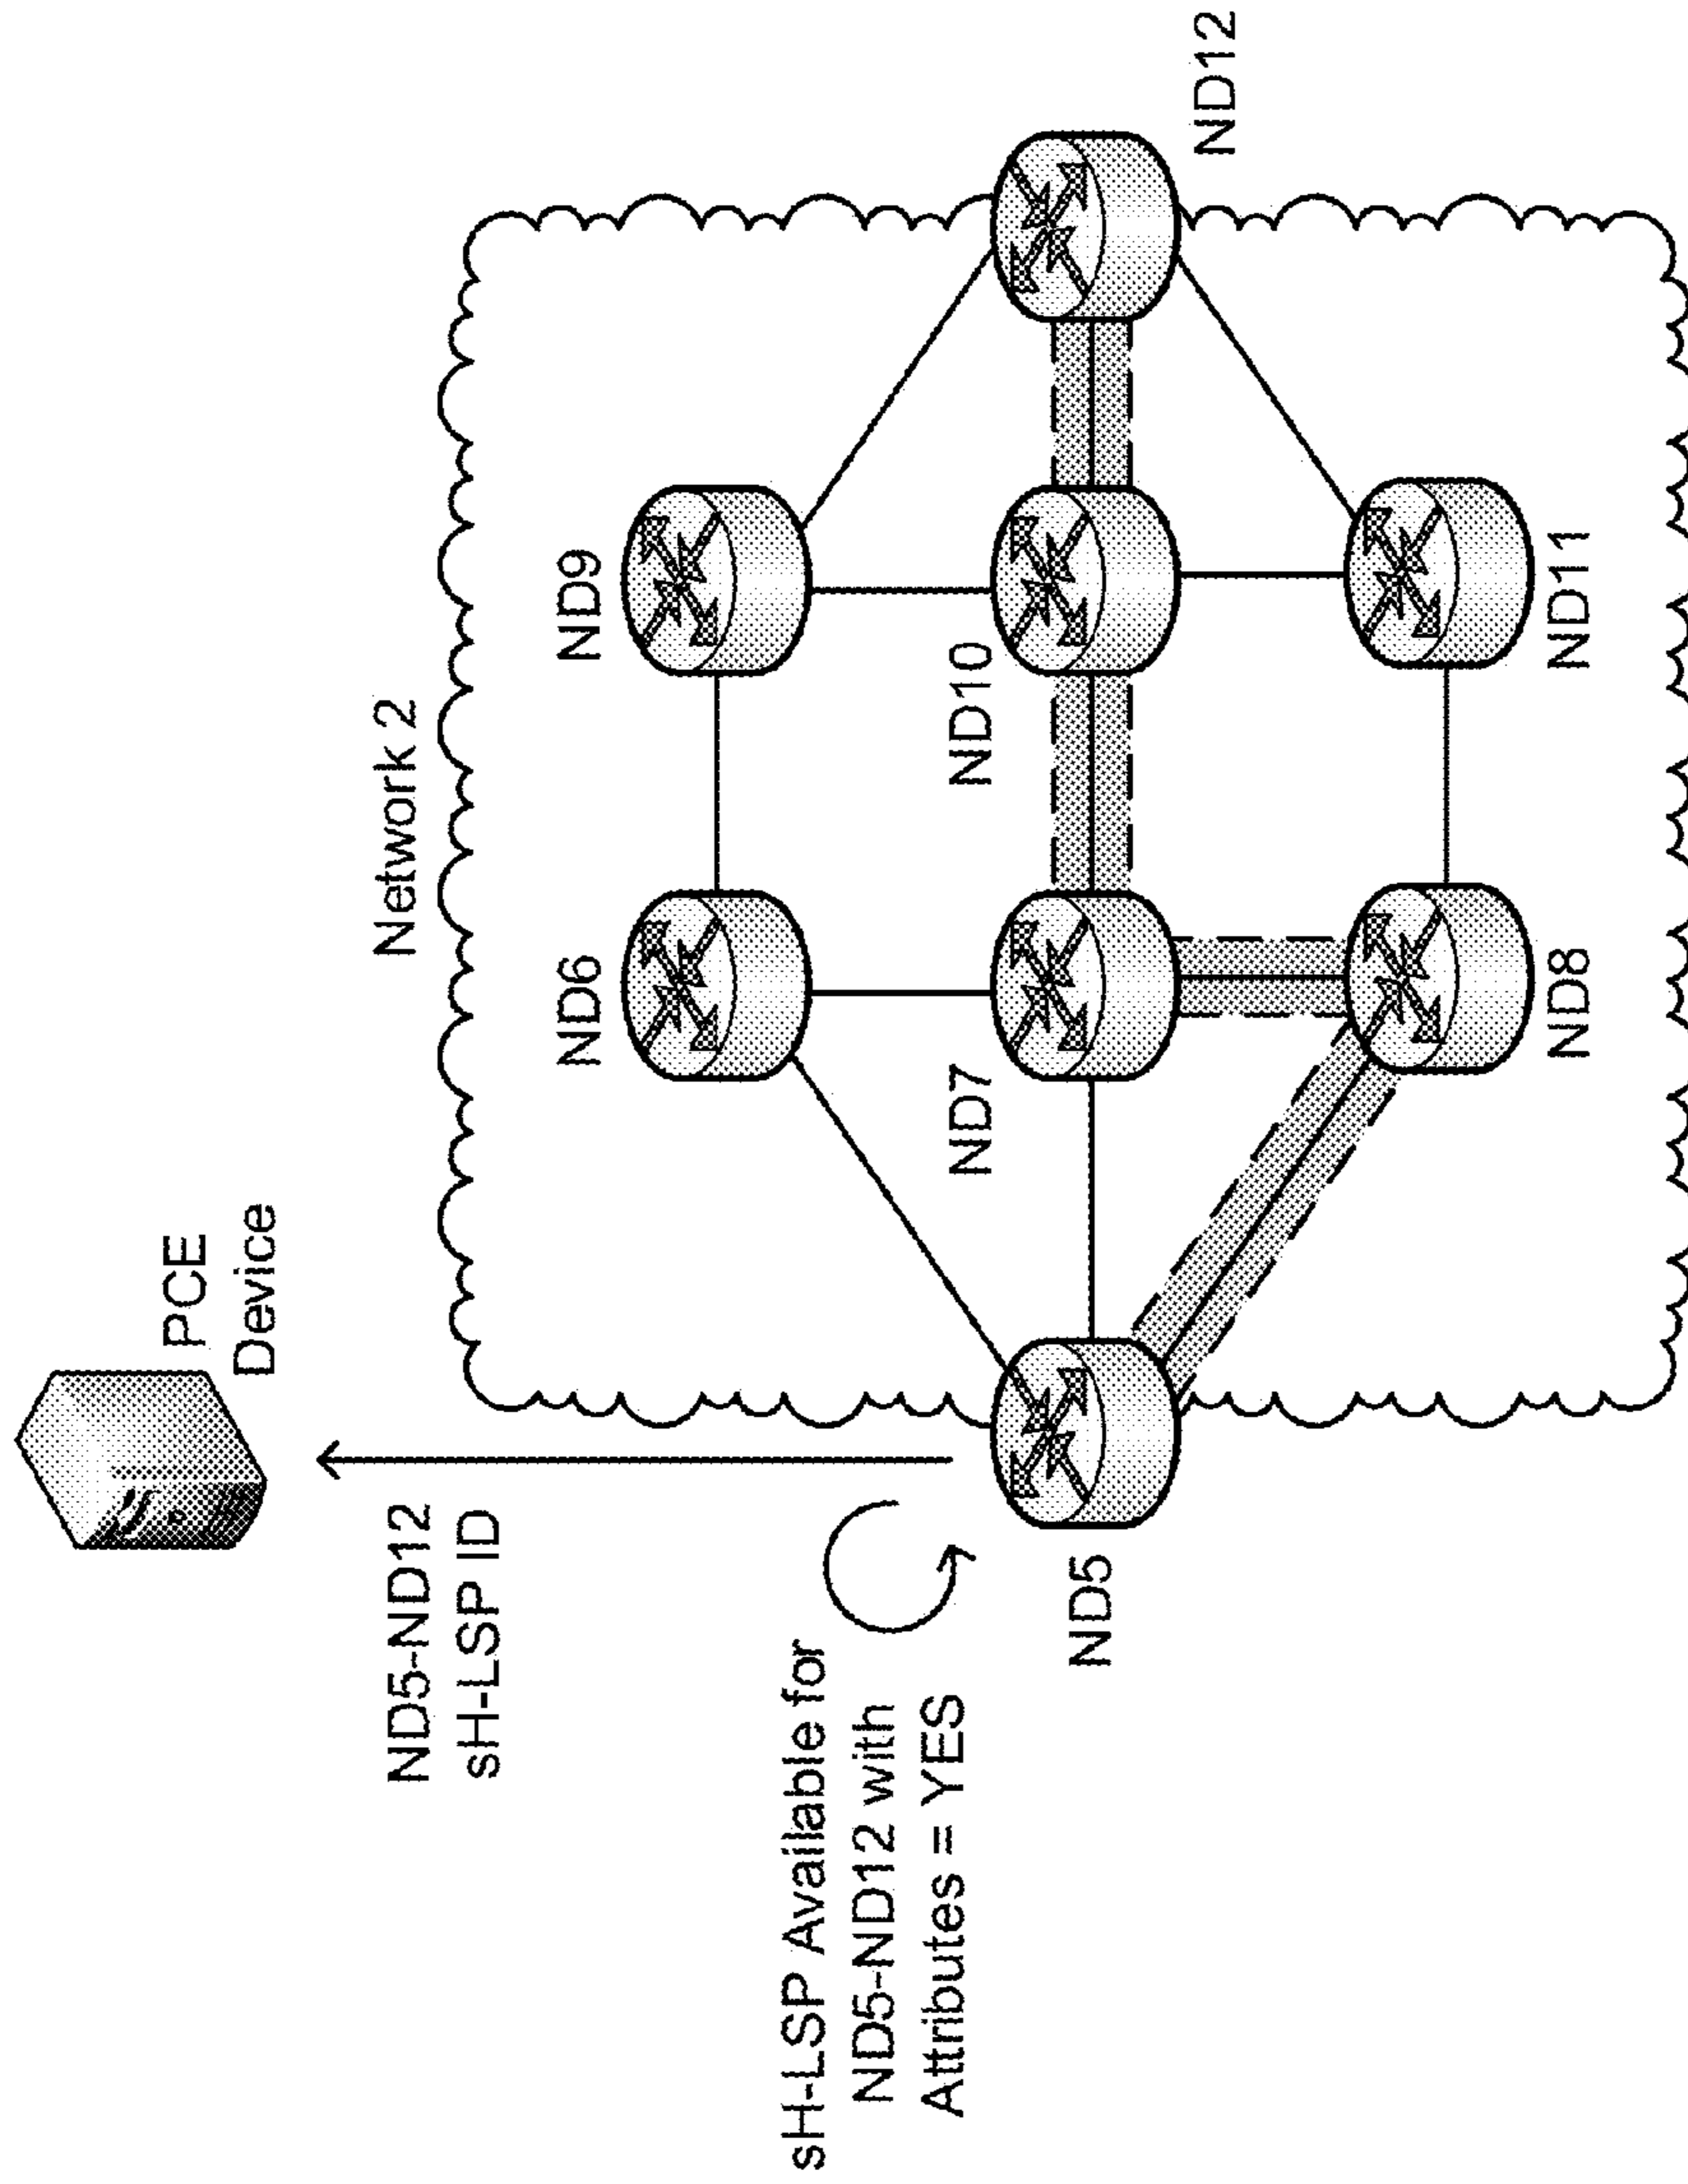 PCE
Device
ND5-ND12
sH-LSP ID
Network 2
sH-LSP Available for
ND5-ND12 with
Attributes = YES
ND6
ND9
ND7
ND10
ND5
ND12
ND8
ND11